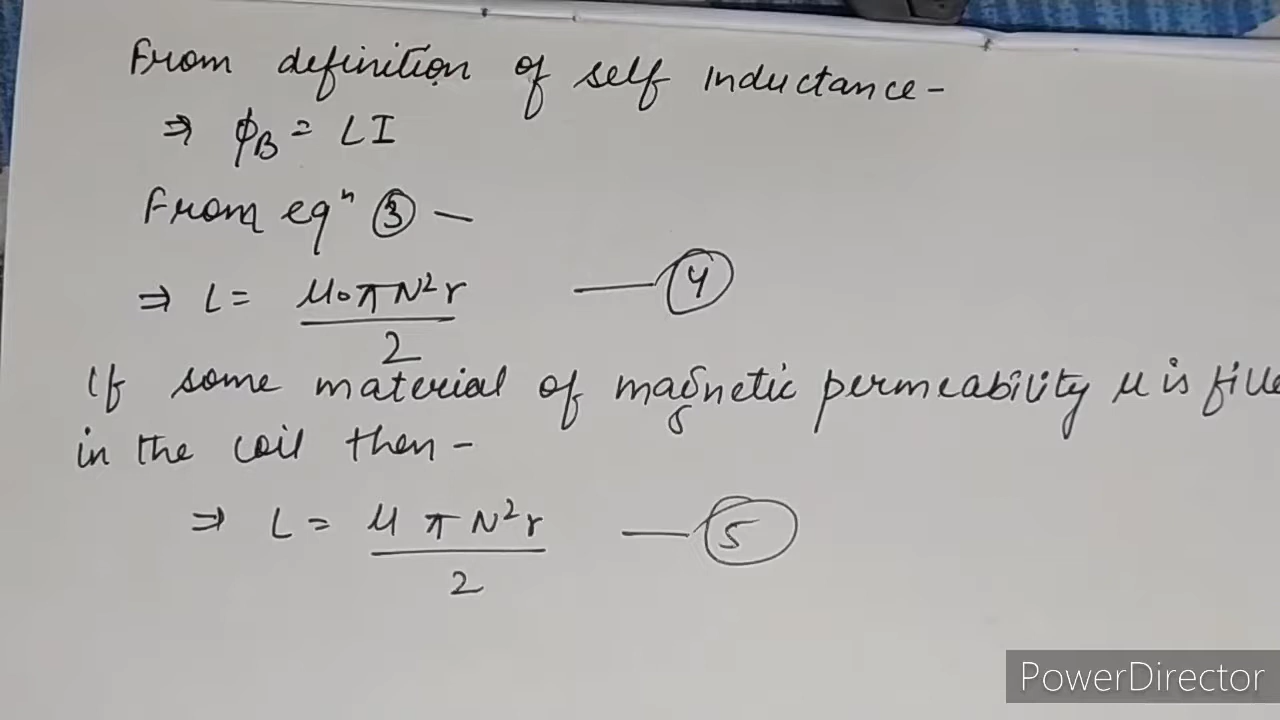 From definition of self inductance-
⇒ ϕB = LI
From eqⁿ ③ —
⇒ L = μ₀πN²r / 2 — ④
If some material of magnetic permeability μ is fille
in the coil then -
⇒ L = μ π N²r / 2 — ⑤
PowerDirector